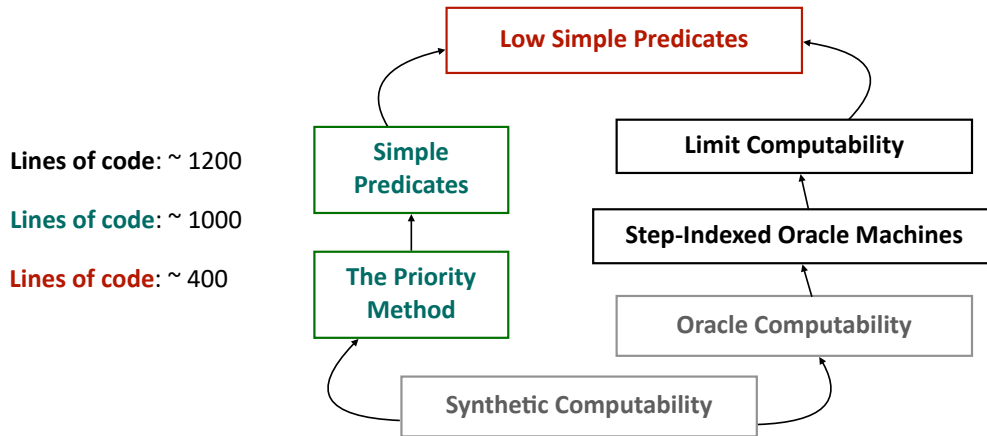 Low Simple Predicates
Simple
Predicates
Limit Computability
Lines of code: ~ 1200
Lines of code: ~ 1000
Step-Indexed Oracle Machines
Lines of code: ~ 400
The Priority
Method
Oracle Computability
Synthetic Computability